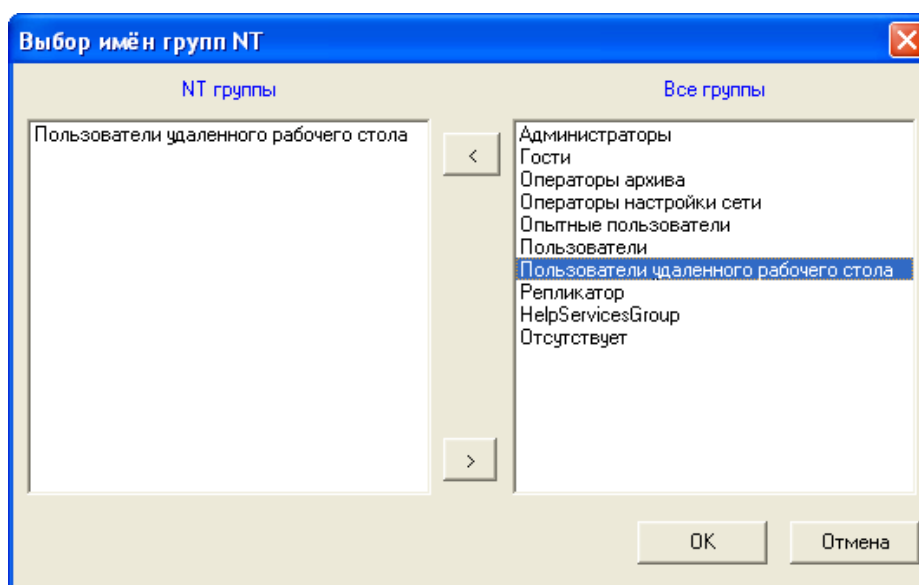 Выбор имён групп NT
NT группы
Все группы
Пользователи удаленного рабочего стола
<
>
Администраторы
Гости
Операторы архива
Операторы настройки сети
Опытные пользователи
Пользователи
Пользователи удаленного рабочего стола
Репликатор
HelpServicesGroup
Отсутствует
OK
Отмена